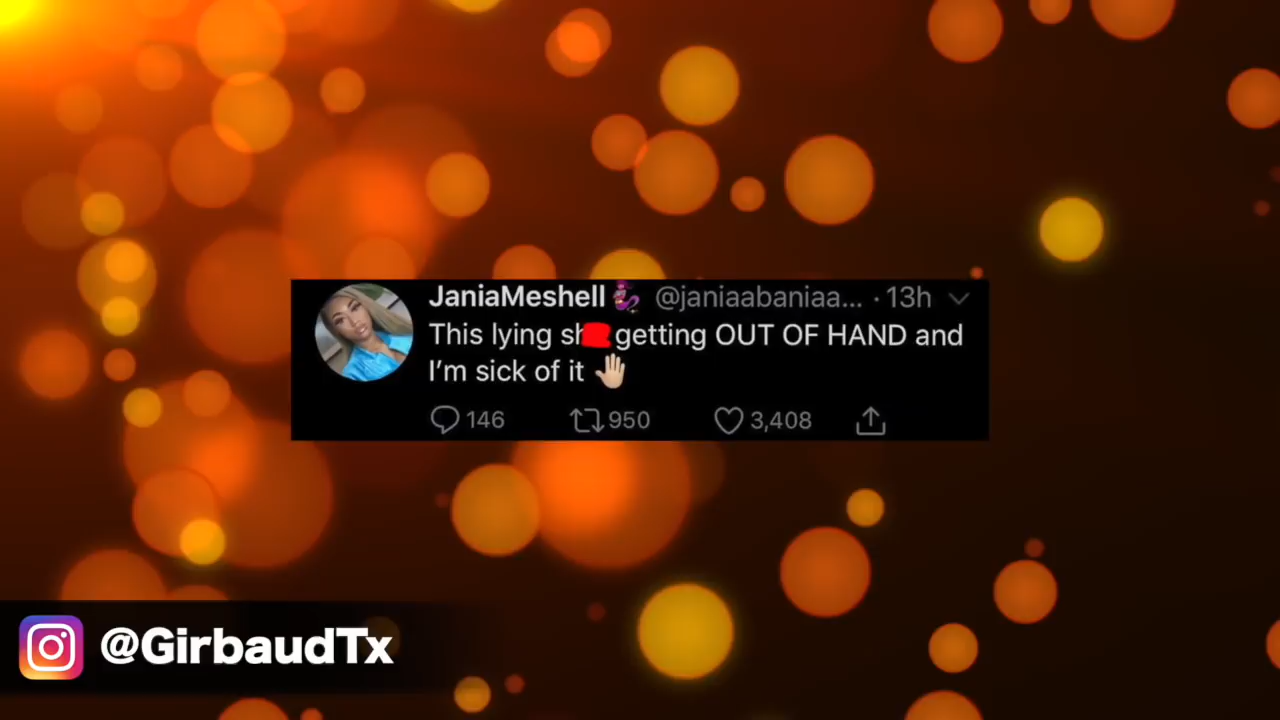 JaniaMeshell🧜🏾‍♀️ @janiaabaniaa... · 13h
This lying sh getting OUT OF HAND and
I’m sick of it 🤚🏼
146 950 3,408
@GirbaudTx